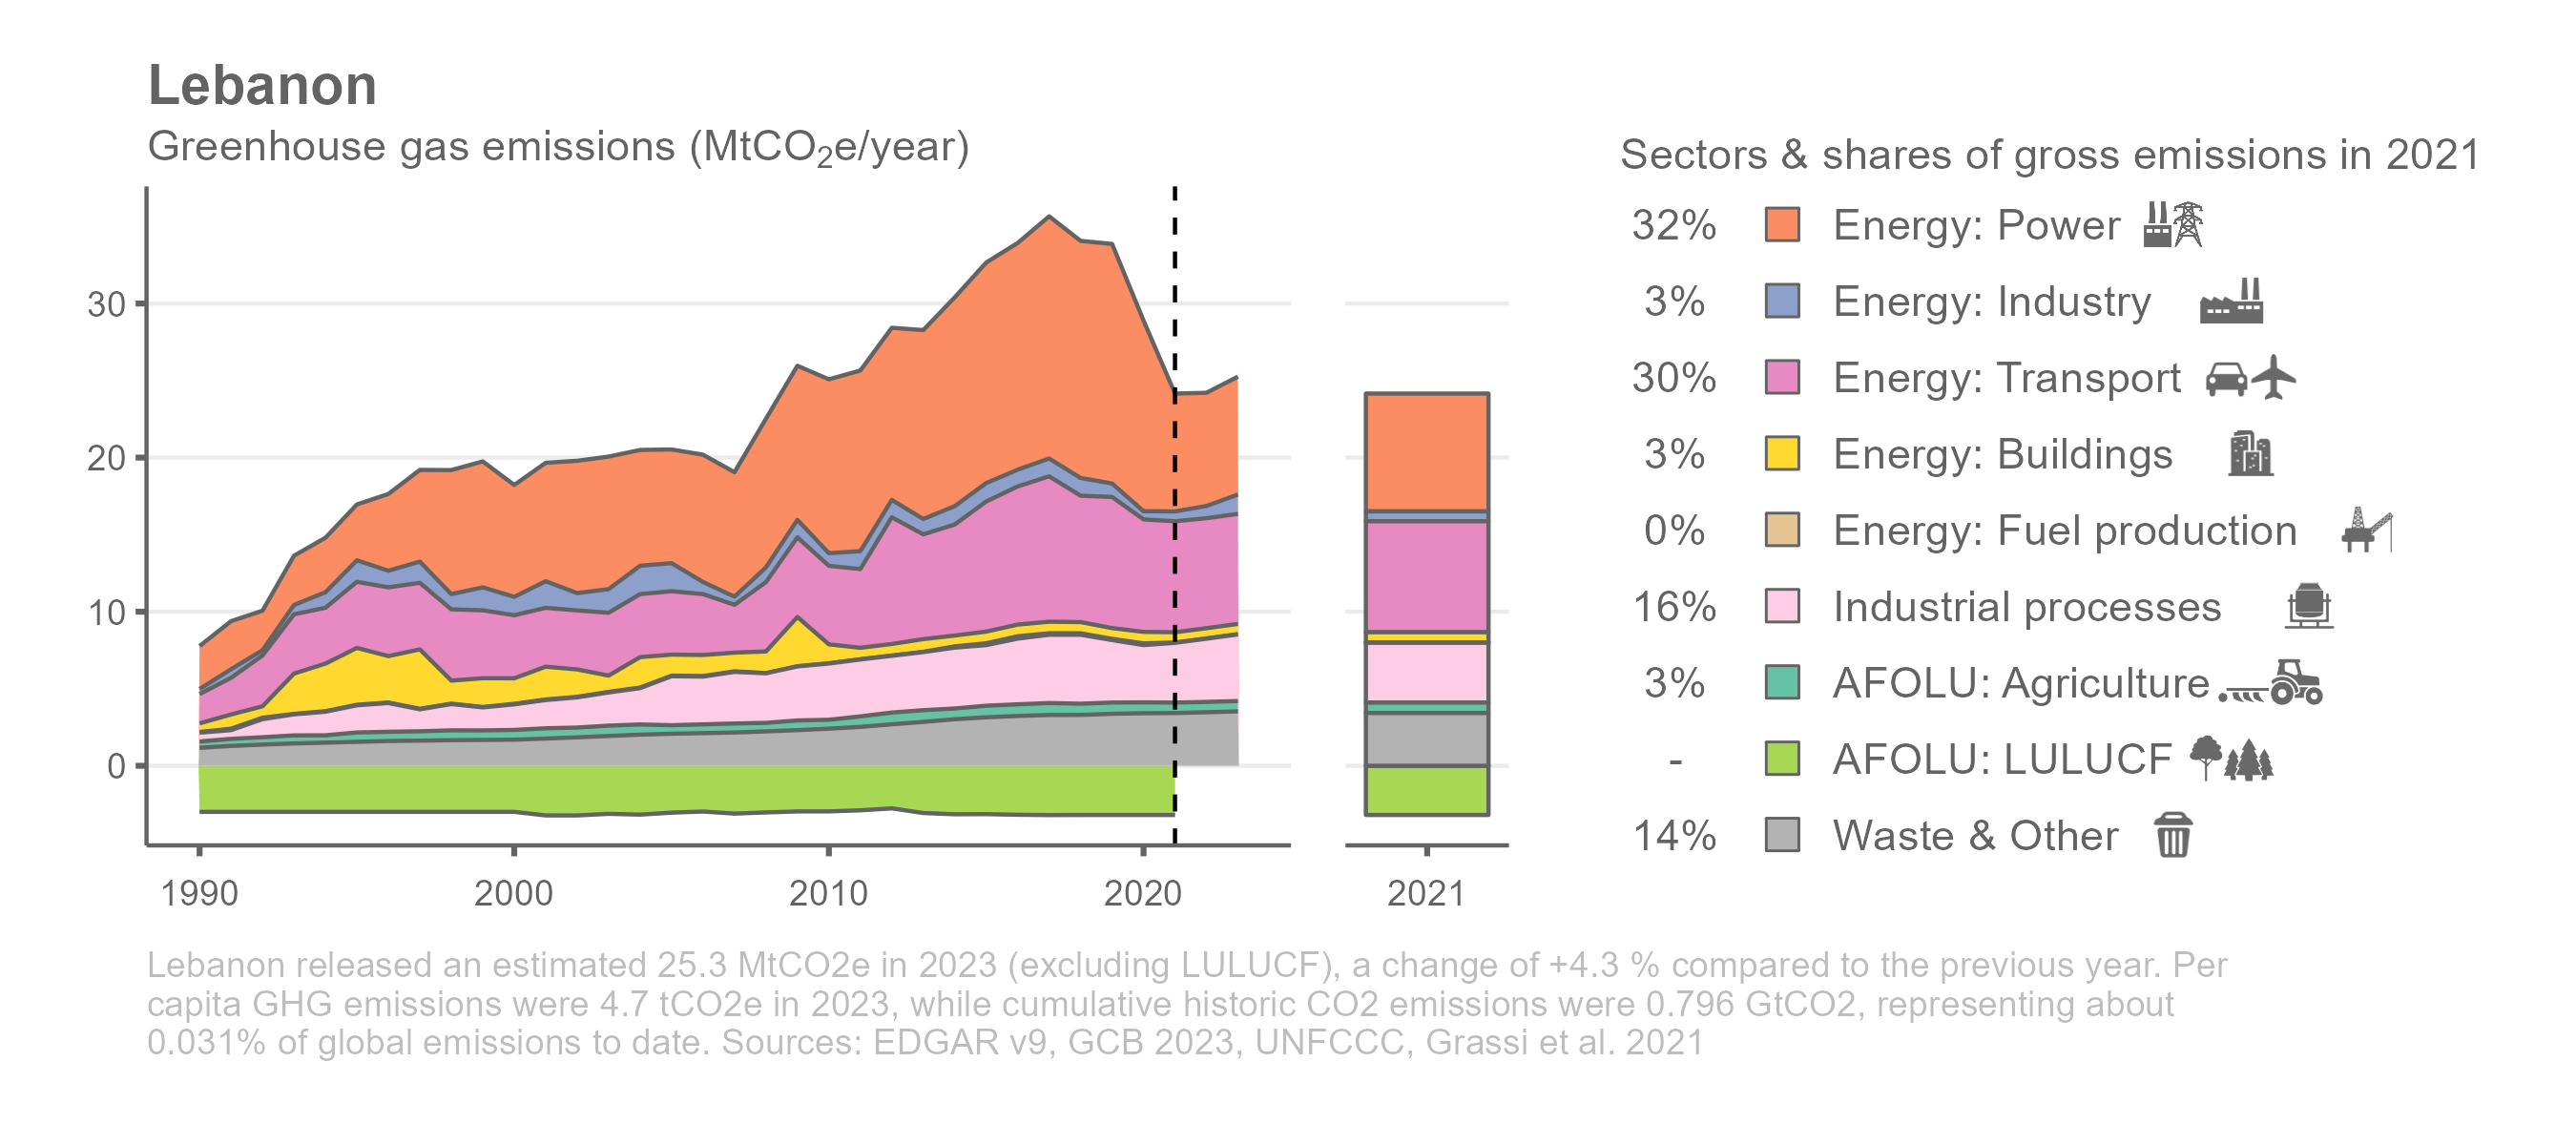 Lebanon
Greenhouse gas emissions (MtCO₂e/year)
30
20
10
0
1990 2000 2010 2020 2021
Sectors & shares of gross emissions in 2021
32% Energy: Power
3% Energy: Industry
30% Energy: Transport
3% Energy: Buildings
0% Energy: Fuel production
16% Industrial processes
3% AFOLU: Agriculture
- AFOLU: LULUCF
14% Waste & Other
Lebanon released an estimated 25.3 MtCO2e in 2023 (excluding LULUCF), a change of +4.3 % compared to the previous year. Per
capita GHG emissions were 4.7 tCO2e in 2023, while cumulative historic CO2 emissions were 0.796 GtCO2, representing about
0.031% of global emissions to date. Sources: EDGAR v9, GCB 2023, UNFCCC, Grassi et al. 2021